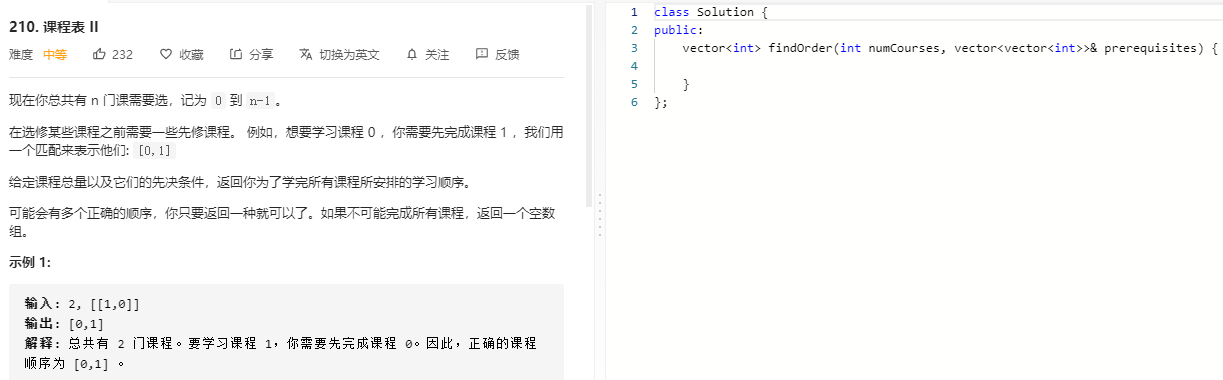 210. 课程表 II
难度 中等 232 收藏 分享 切换为英文 关注 反馈
现在你总共有 n 门课需要选，记为 0 到 n-1。
在选修某些课程之前需要一些先修课程。 例如，想要学习课程 0 ，你需要先完成课程 1 ，我们用
一个匹配来表示他们: [0,1]
给定课程总量以及它们的先决条件，返回你为了学完所有课程所安排的学习顺序。
可能会有多个正确的顺序，你只要返回一种就可以了。如果不可能完成所有课程，返回一个空数
组。
示例 1:
输入: 2, [[1,0]]
输出: [0,1]
解释: 总共有 2 门课程。要学习课程 1，你需要先完成课程 0。因此，正确的课程
顺序为 [0,1] 。
1 class Solution {
2 public:
3 vector<int> findOrder(int numCourses, vector<vector<int>>& prerequisites) {
4
5 }
6 };